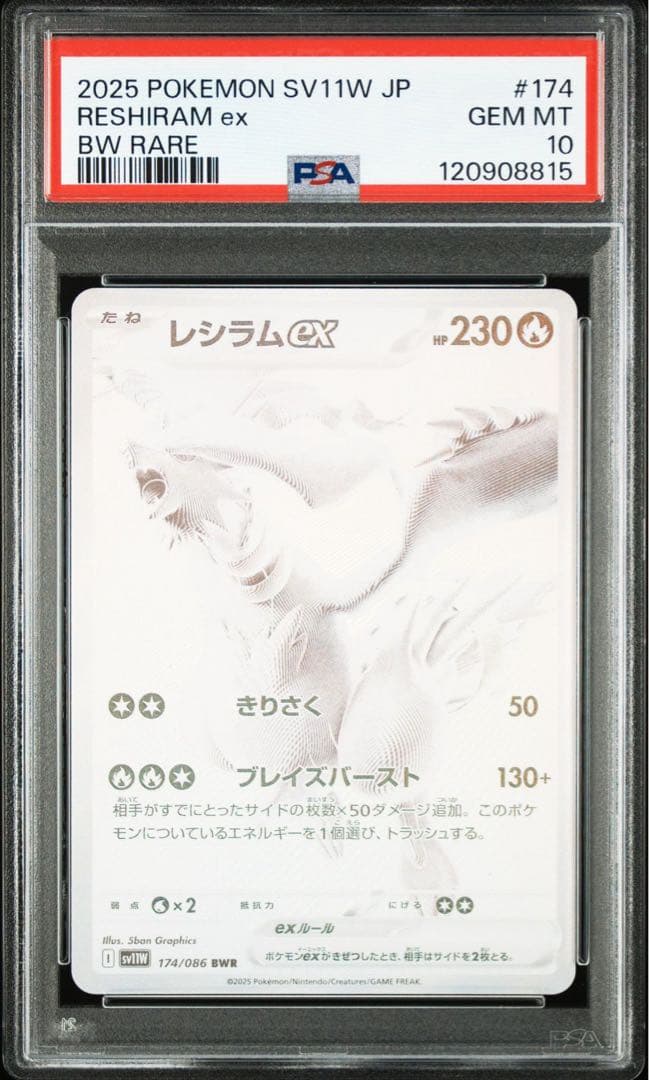 2025 POKEMON SV11W JP #174
RESHIRAM ex GEM MT
BW RARE 10
PSA 120908815
たね レシラムex HP 230
きりさく 50
ブレイズバースト 130+
相手がすでにとったサイドの枚数×50ダメージ追加。このポケ
モンについているエネルギーを1個選び、トラッシュする。
弱点 ×2 抵抗力 にげる
exルール
Illus. 5ban Graphics
ポケモンexがきぜつしたとき、相手はサイドを2枚とる。
I sv11W 174/086 BWR
©2025 Pokémon/Nintendo/Creatures/GAME FREAK.
PSA